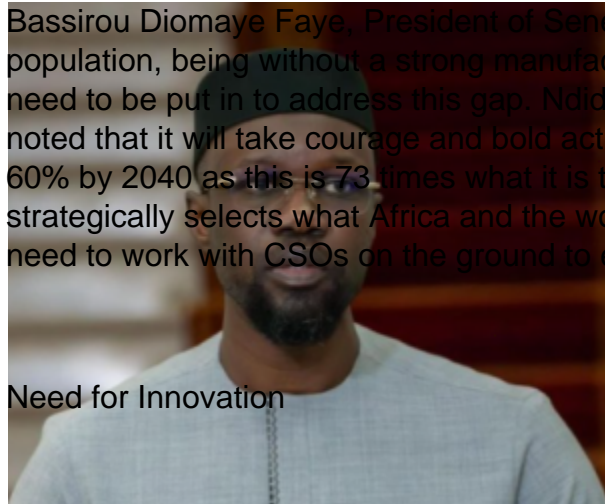 Bassirou Diomaye Faye, President of Sene
population, being without a strong manufac
need to be put in to address this gap. Ndid
noted that it will take courage and bold act
60% by 2040 as this is 73 times what it is t
strategically selects what Africa and the wo
need to work with CSOs on the ground to e
Need for Innovation